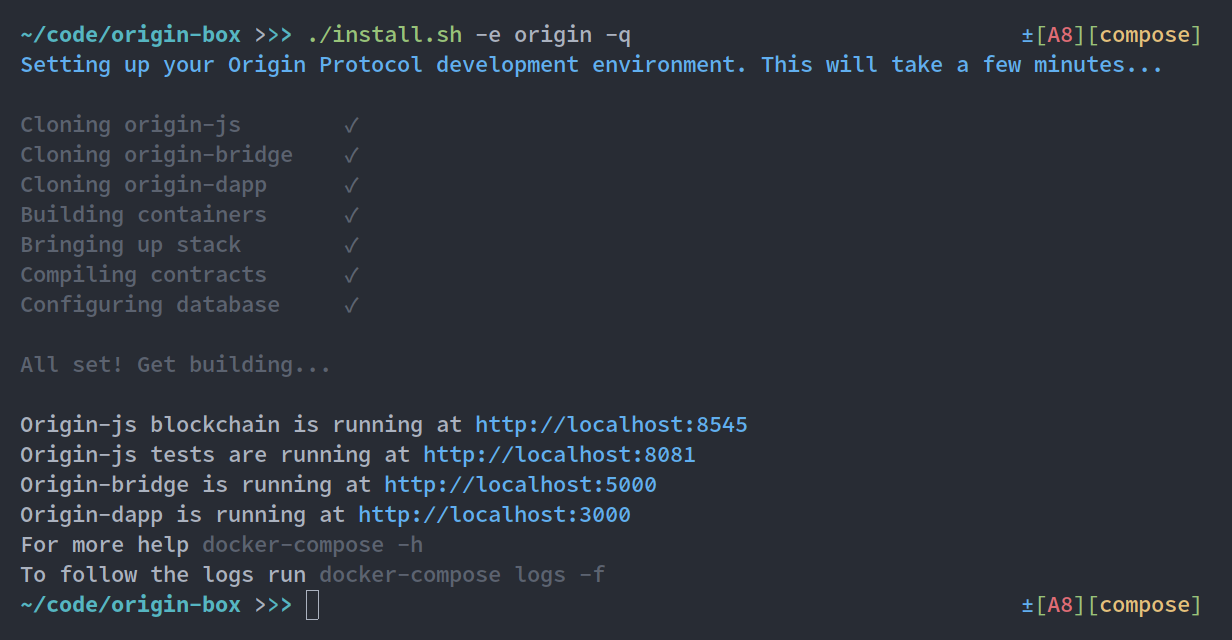 ~/code/origin-box >>> ./install.sh -e origin -q ±[A8][compose]
Setting up your Origin Protocol development environment. This will take a few minutes...
Cloning origin-js ✓
Cloning origin-bridge ✓
Cloning origin-dapp ✓
Building containers ✓
Bringing up stack ✓
Compiling contracts ✓
Configuring database ✓
All set! Get building...
Origin-js blockchain is running at http://localhost:8545
Origin-js tests are running at http://localhost:8081
Origin-bridge is running at http://localhost:5000
Origin-dapp is running at http://localhost:3000
For more help docker-compose -h
To follow the logs run docker-compose logs -f
~/code/origin-box >>> ±[A8][compose]